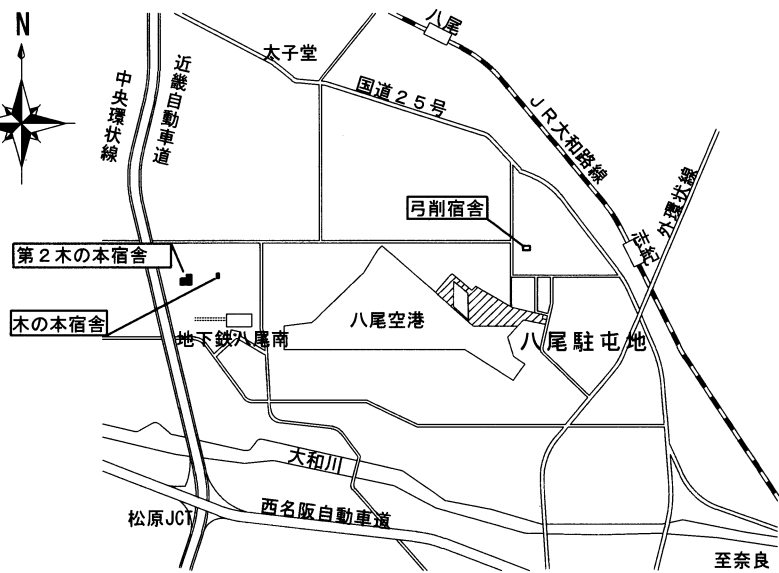 N
八尾
太子堂
近畿自動車道
中央環状線
国道25号
JR大和路線
外環状線
志紀
弓削宿舎
第2木の本宿舎
木の本宿舎
地下鉄八尾南
八尾空港
八尾駐屯地
大和川
西名阪自動車道
松原JCT
至奈良